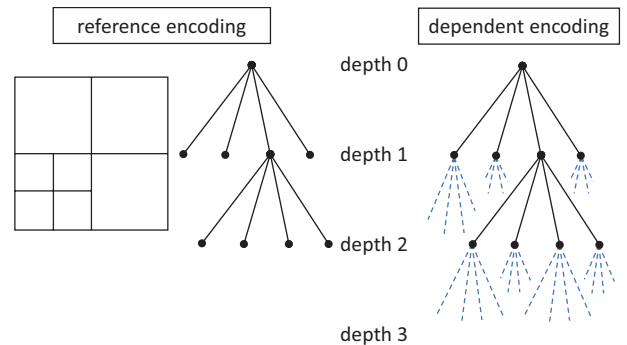 reference encoding
dependent encoding
depth 0
depth 1
depth 2
depth 3